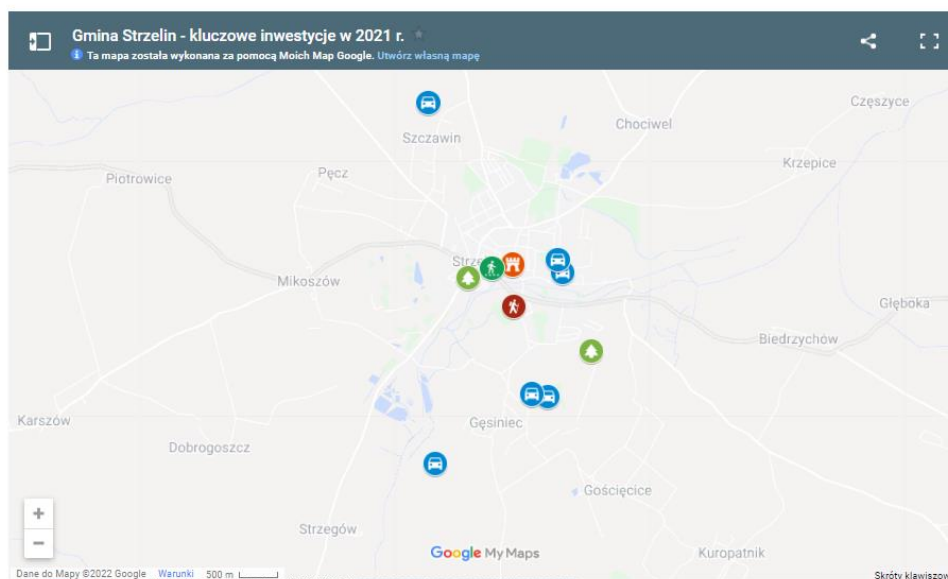 Gmina Strzelin - kluczowe inwestycje w 2021 r.
Ta mapa została wykonana za pomocą Moich Map Google. Utwórz własną mapę
Częszyce
Chociwel
Szczawin
Krzepice
Pęcz
Piotrowice
Strze
Mikoszów
Głęboka
Biedrzychów
Karszów
Gęsiniec
Dobrogoszcz
Gościęcice
Strzegów
Google My Maps
Kuropatnik
Dane do Mapy ©2022 Google Warunki 500 m Skróty klawiszow